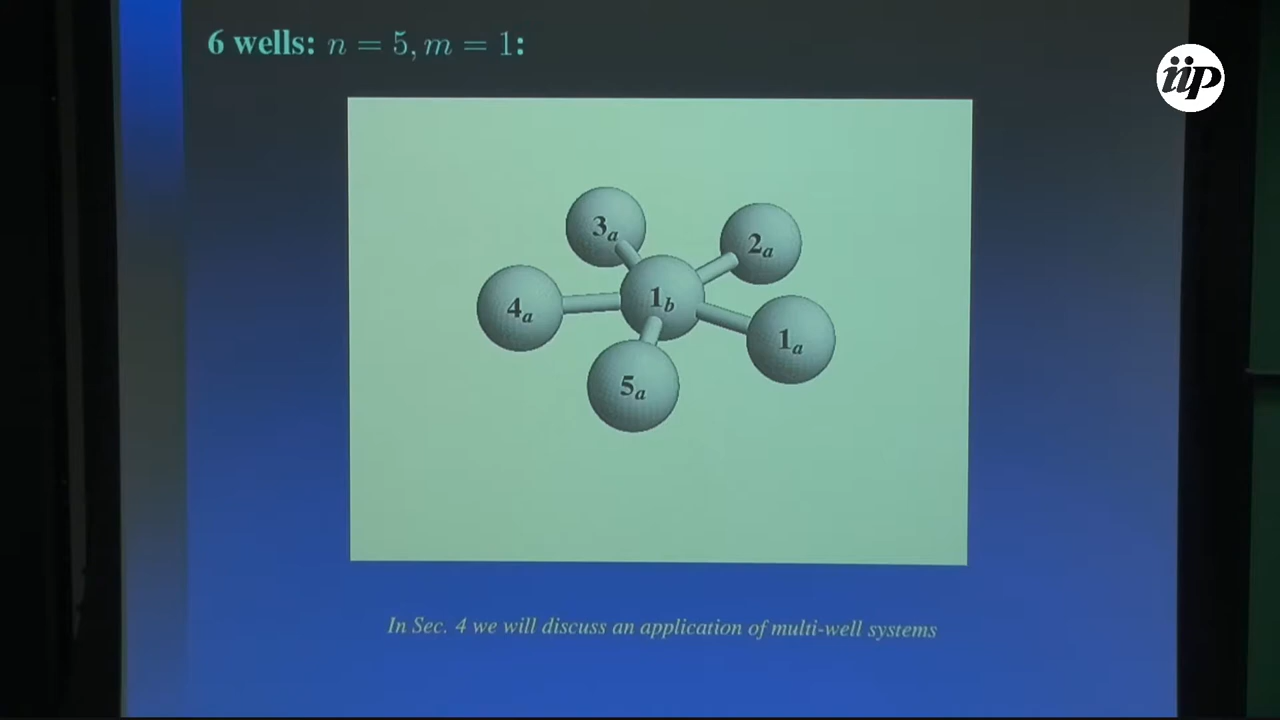 6 wells: n = 5, m = 1:
iip
3a
2a
4a
1b
1a
5a
In Sec. 4 we will discuss an application of multi-well systems